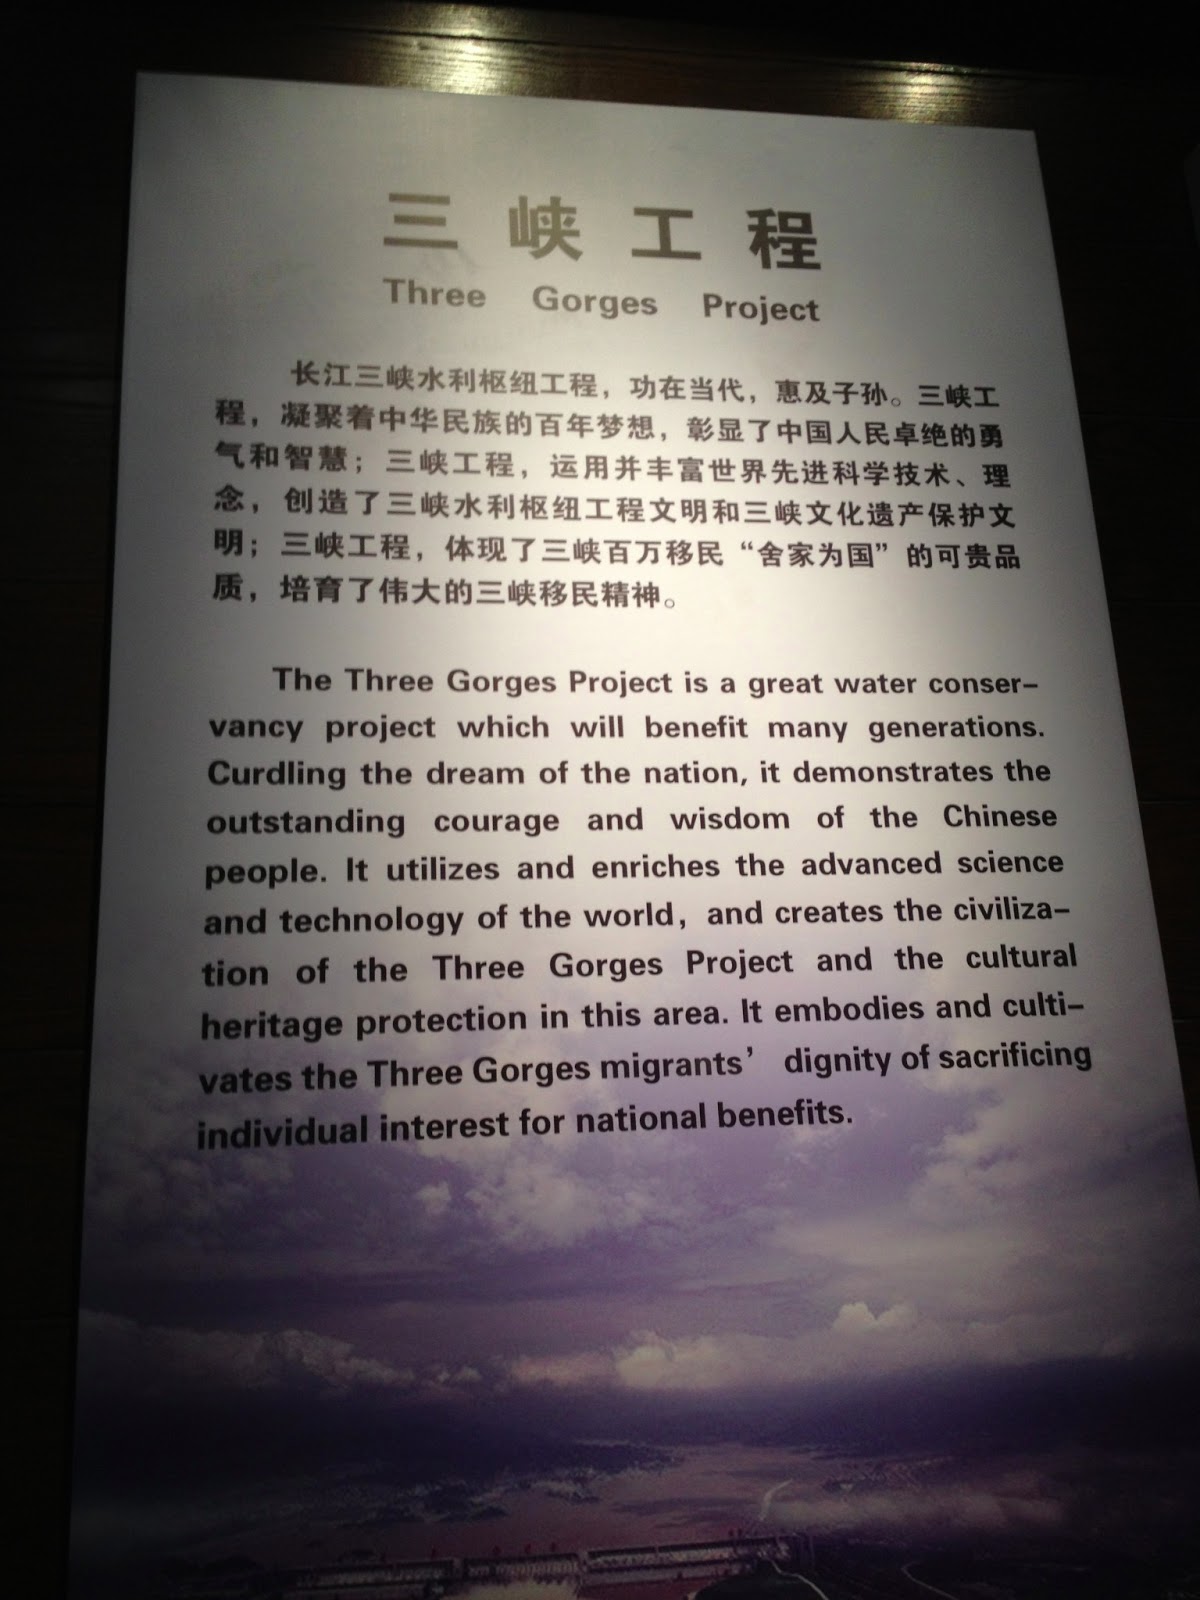 三峡工程
Three Gorges Project
长江三峡水利枢纽工程，功在当代，惠及子孙。三峡工
程，凝聚着中华民族的百年梦想，彰显了中国人民卓绝的勇
气和智慧；三峡工程，运用并丰富世界先进科学技术、理
念，创造了三峡水利枢纽工程文明和三峡文化遗产保护文
明；三峡工程，体现了三峡百万移民“舍家为国”的可贵品
质，培育了伟大的三峡移民精神。
The Three Gorges Project is a great water conser-
vancy project which will benefit many generations.
Curdling the dream of the nation, it demonstrates the
outstanding courage and wisdom of the Chinese
people. It utilizes and enriches the advanced science
and technology of the world, and creates the civiliza-
tion of the Three Gorges Project and the cultural
heritage protection in this area. It embodies and culti-
vates the Three Gorges migrants’ dignity of sacrificing
individual interest for national benefits.